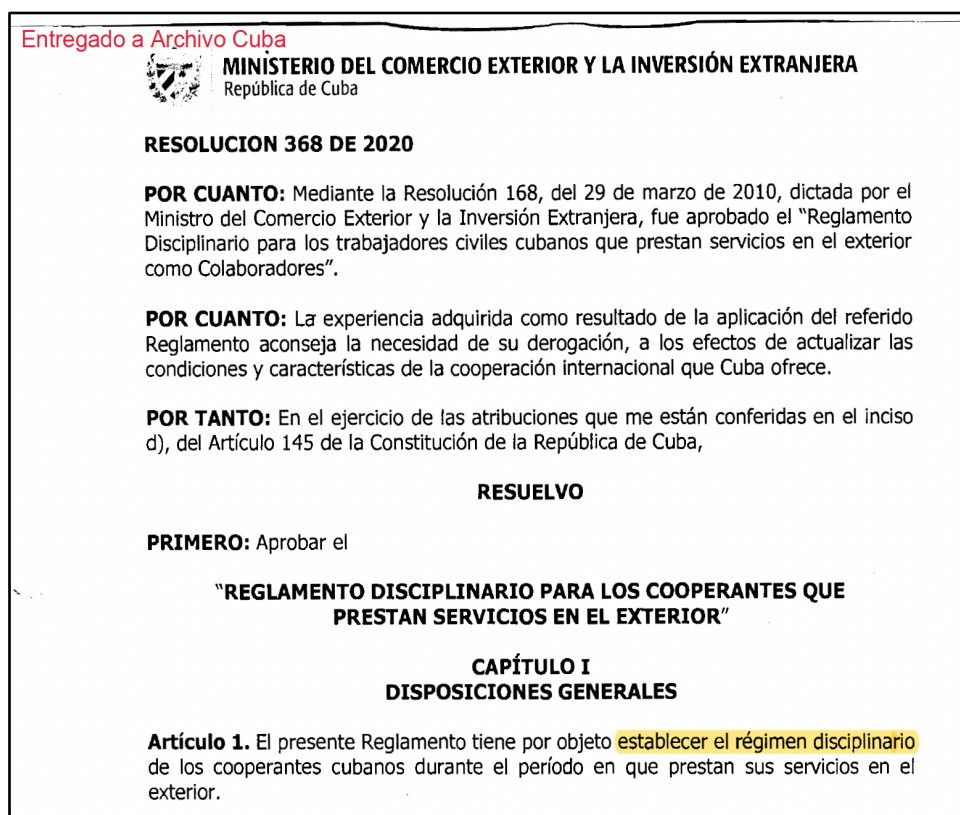 Entregado a Archivo Cuba
MINISTERIO DEL COMERCIO EXTERIOR Y LA INVERSIÓN EXTRANJERA
República de Cuba
RESOLUCION 368 DE 2020
POR CUANTO: Mediante la Resolución 168, del 29 de marzo de 2010, dictada por el
Ministro del Comercio Exterior y la Inversión Extranjera, fue aprobado el “Reglamento
Disciplinario para los trabajadores civiles cubanos que prestan servicios en el exterior
como Colaboradores”.
POR CUANTO: La experiencia adquirida como resultado de la aplicación del referido
Reglamento aconseja la necesidad de su derogación, a los efectos de actualizar las
condiciones y características de la cooperación internacional que Cuba ofrece.
POR TANTO: En el ejercicio de las atribuciones que me están conferidas en el inciso
d), del Artículo 145 de la Constitución de la República de Cuba,
RESUELVO
PRIMERO: Aprobar el
“REGLAMENTO DISCIPLINARIO PARA LOS COOPERANTES QUE
PRESTAN SERVICIOS EN EL EXTERIOR”
CAPÍTULO I
DISPOSICIONES GENERALES
Artículo 1. El presente Reglamento tiene por objeto establecer el régimen disciplinario
de los cooperantes cubanos durante el período en que prestan sus servicios en el
exterior.